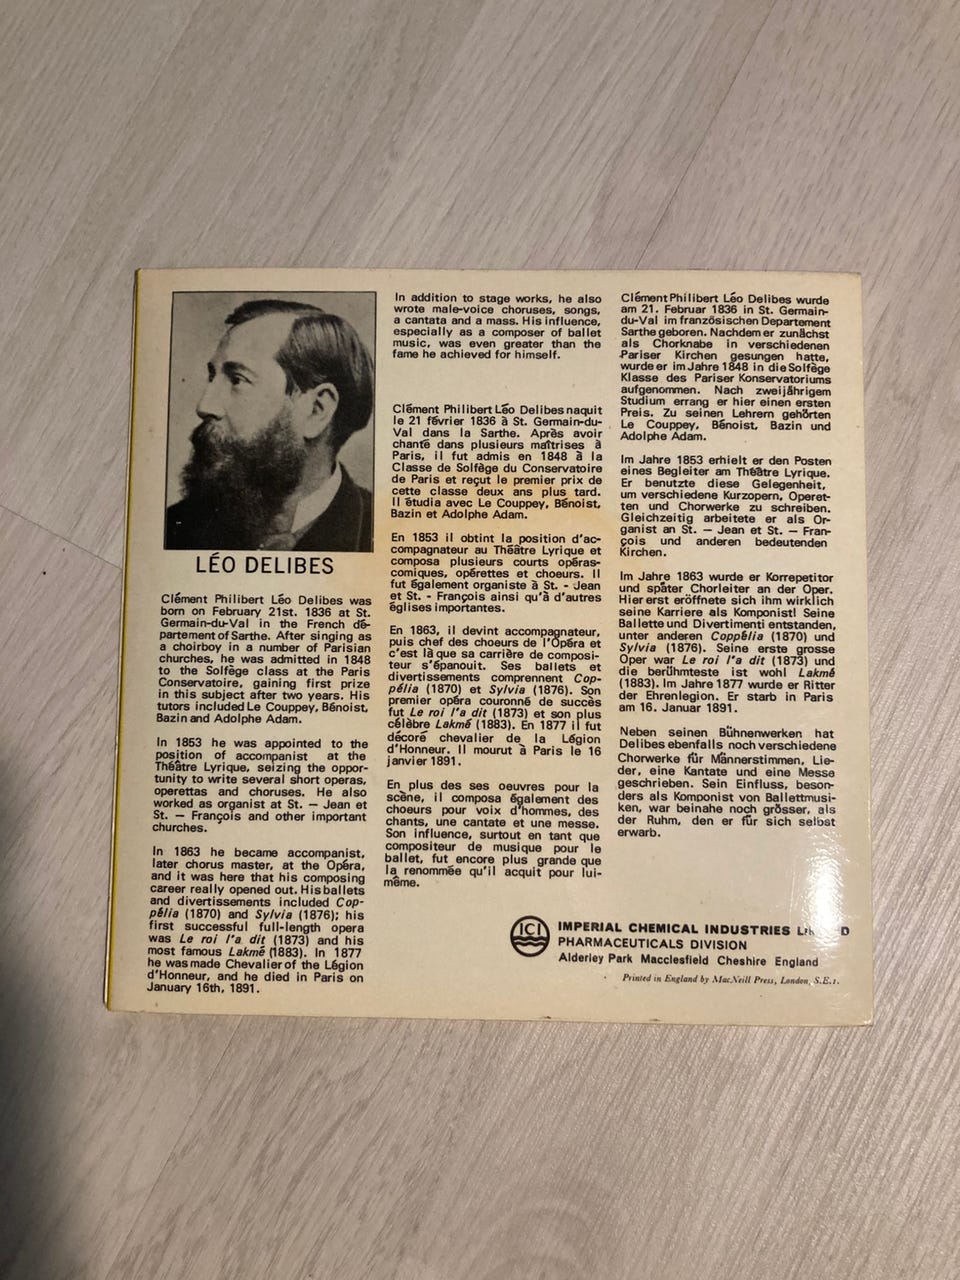 LÉO DELIBES
Clément Philibert Léo Delibes was
born on February 21st. 1836 at St.
Germain-du-Val in the French dé-
partement of Sarthe. After singing as
a choirboy in a number of Parisian
churches, he was admitted in 1848
to the Solfège class at the Paris
Conservatoire, gaining first prize
in this subject after two years. His
tutors included Le Couppey, Bénoist,
Bazin and Adolphe Adam.
In 1853 he was appointed to the
position of accompanist at the
Théâtre Lyrique, seizing the oppor-
tunity to write several short operas,
operettas and choruses. He also
worked as organist at St. – Jean et
St. – François and other important
churches.
In 1863 he became accompanist,
later chorus master, at the Opéra,
and it was here that his composing
career really opened out. His ballets
and divertissements included Cop-
pélia (1870) and Sylvia (1876); his
first successful full-length opera
was Le roi l'a dit (1873) and his
most famous Lakmé (1883). In 1877
he was made Chevalier of the Légion
d'Honneur, and he died in Paris on
January 16th, 1891.
In addition to stage works, he also
wrote male-voice choruses, songs,
a cantata and a mass. His influence,
especially as a composer of ballet
music, was even greater than the
fame he achieved for himself.
Clément Philibert Léo Delibes naquit
le 21 février 1836 à St. Germain-du-
Val dans la Sarthe. Après avoir
chanté dans plusieurs maîtrises à
Paris, il fut admis en 1848 à la
Classe de Solfèg du Conservatoire
de Paris et reçut le premier prix de
cette classe deux ans plus tard.
Il étudia avec Le Couppey, Bénoist,
Bazin et Adolphe Adam.
En 1853 il obtint la position d'ac-
compagnateur au Théâtre Lyrique et
composa plusieurs courts opéras-
comiques, opérettes et choeurs. Il
fut également organiste à St. - Jean
et St. - François ainsi qu'à d'autres
églises importantes.
En 1863, il devint accompagnateur,
puis chef des choeurs de l'Opéra et
c'est là que sa carrière de composi-
teur s'épanouit. Ses ballets et
divertissements comprennent Cop-
pélia (1870) et Sylvia (1876). Son
premier opéra couronné de succès
fut Le roi l'a dit (1873) et son plus
célèbre Lakmé (1883). En 1877 il fut
décoré chevalier de la Légion
d'Honneur. Il mourut à Paris le 16
janvier 1891.
En plus des ses oeuvres pour la
scène, il composa également des
choeurs pour voix d'hommes, des
chants, une cantate et une messe.
Son influence, surtout en tant que
compositeur de musique pour le
ballet, fut encore plus grande que
la renommée qu'il acquit pour lui-
même.
Clément Philibert Léo Delibes wurde
am 21. Februar 1836 in St. Germain-
du-Val im französischen Departement
Sarthe geboren. Nachdem er zunächst
als Chorknabe in verschiedenen
Pariser Kirchen gesungen hatte,
wurde er im Jahre 1848 in die Solfège
Klasse des Pariser Konservatoriums
aufgenommen. Nach zweijährigem
Studium errang er hier einen ersten
Preis. Zu seinen Lehrern gehörten
Le Couppey, Bénoist, Bazin und
Adolphe Adam.
Im Jahre 1853 erhielt er den Posten
eines Begleiter am Théâtre Lyrique.
Er benutzte diese Gelegenheit,
um verschiedene Kurzopern, Operet-
ten und Chorwerke zu schreiben.
Gleichzeitig arbeitete er als Or-
ganist an St. – Jean et St. – Fran-
çois und anderen bedeutenden
Kirchen.
Im Jahre 1863 wurde er Korrepetitor
und später Chorleiter an der Oper.
Hier erst eröffnete sich ihm wirklich
seine Karriere als Komponist! Seine
Ballette und Divertimenti entstanden,
unter anderen Coppélia (1870) und
Sylvia (1876). Seine erste grosse
Oper war Le roi l'a dit (1873) und
die berühmteste ist wohl Lakmé
(1883). Im Jahre 1877 wurde er Ritter
der Ehrenlegion. Er starb in Paris
am 16. Januar 1891.
Neben seinen Bühnenwerken hat
Delibes ebenfalls noch verschiedene
Chorwerke für Männerstimmen, Lie-
der, eine Kantate und eine Messe
geschrieben. Sein Einfluss, beson-
ders als Komponist von Ballettmusi-
ken, war beinahe noch grösser, als
der Ruhm, den er für sich selbst
erwarb.
ICI
IMPERIAL CHEMICAL INDUSTRIES LIMITED
PHARMACEUTICALS DIVISION
Alderley Park Macclesfield Cheshire England
Printed in England by MacNeill Press, London, S.E.1.